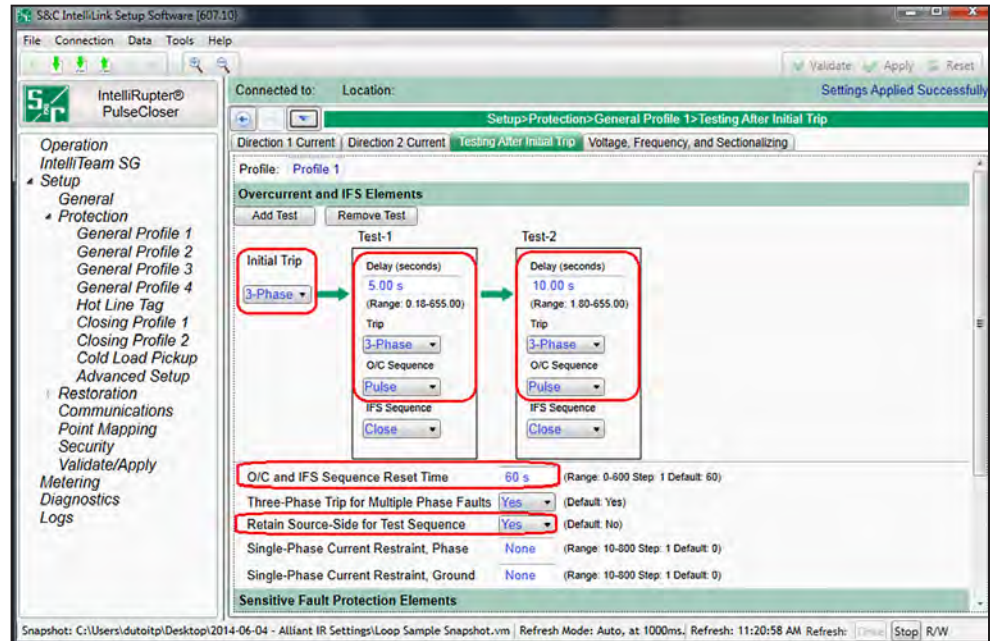 S&C IntelliLink Setup Software [607.10]
File Connection Data Tools Help
Validate Apply Reset
S&C
IntelliRupter®
PulseCloser
Connected to: Location: Settings Applied Successfully
Setup>Protection>General Profile 1>Testing After Initial Trip
Operation
IntelliTeam SG
Setup
General
Protection
General Profile 1
General Profile 2
General Profile 3
General Profile 4
Hot Line Tag
Closing Profile 1
Closing Profile 2
Cold Load Pickup
Advanced Setup
Restoration
Communications
Point Mapping
Security
Validate/Apply
Metering
Diagnostics
Logs
Direction 1 Current Direction 2 Current Testing After Initial Trip Voltage, Frequency, and Sectionalizing
Profile: Profile 1
Overcurrent and IFS Elements
Add Test Remove Test
Test-1 Test-2
Initial Trip
3-Phase
Delay (seconds)
5.00 s
(Range: 0.18-655.00)
Trip
3-Phase
O/C Sequence
Pulse
IFS Sequence
Close
Delay (seconds)
10.00 s
(Range: 1.80-655.00)
Trip
3-Phase
O/C Sequence
Pulse
IFS Sequence
Close
O/C and IFS Sequence Reset Time 60 s (Range: 0-600 Step: 1 Default: 60)
Three-Phase Trip for Multiple Phase Faults Yes (Default: Yes)
Retain Source-Side for Test Sequence Yes (Default: No)
Single-Phase Current Restraint, Phase None (Range: 10-800 Step: 1 Default: 0)
Single-Phase Current Restraint, Ground None (Range: 10-800 Step: 1 Default: 0)
Sensitive Fault Protection Elements
Snapshot: C:\Users\dutoitp\Desktop\2014-06-04 - Alliant IR Settings\Loop Sample Snapshot.vm Refresh Mode: Auto, at 1000ms. Refresh: 11:20:58 AM Refresh: Stop R/W